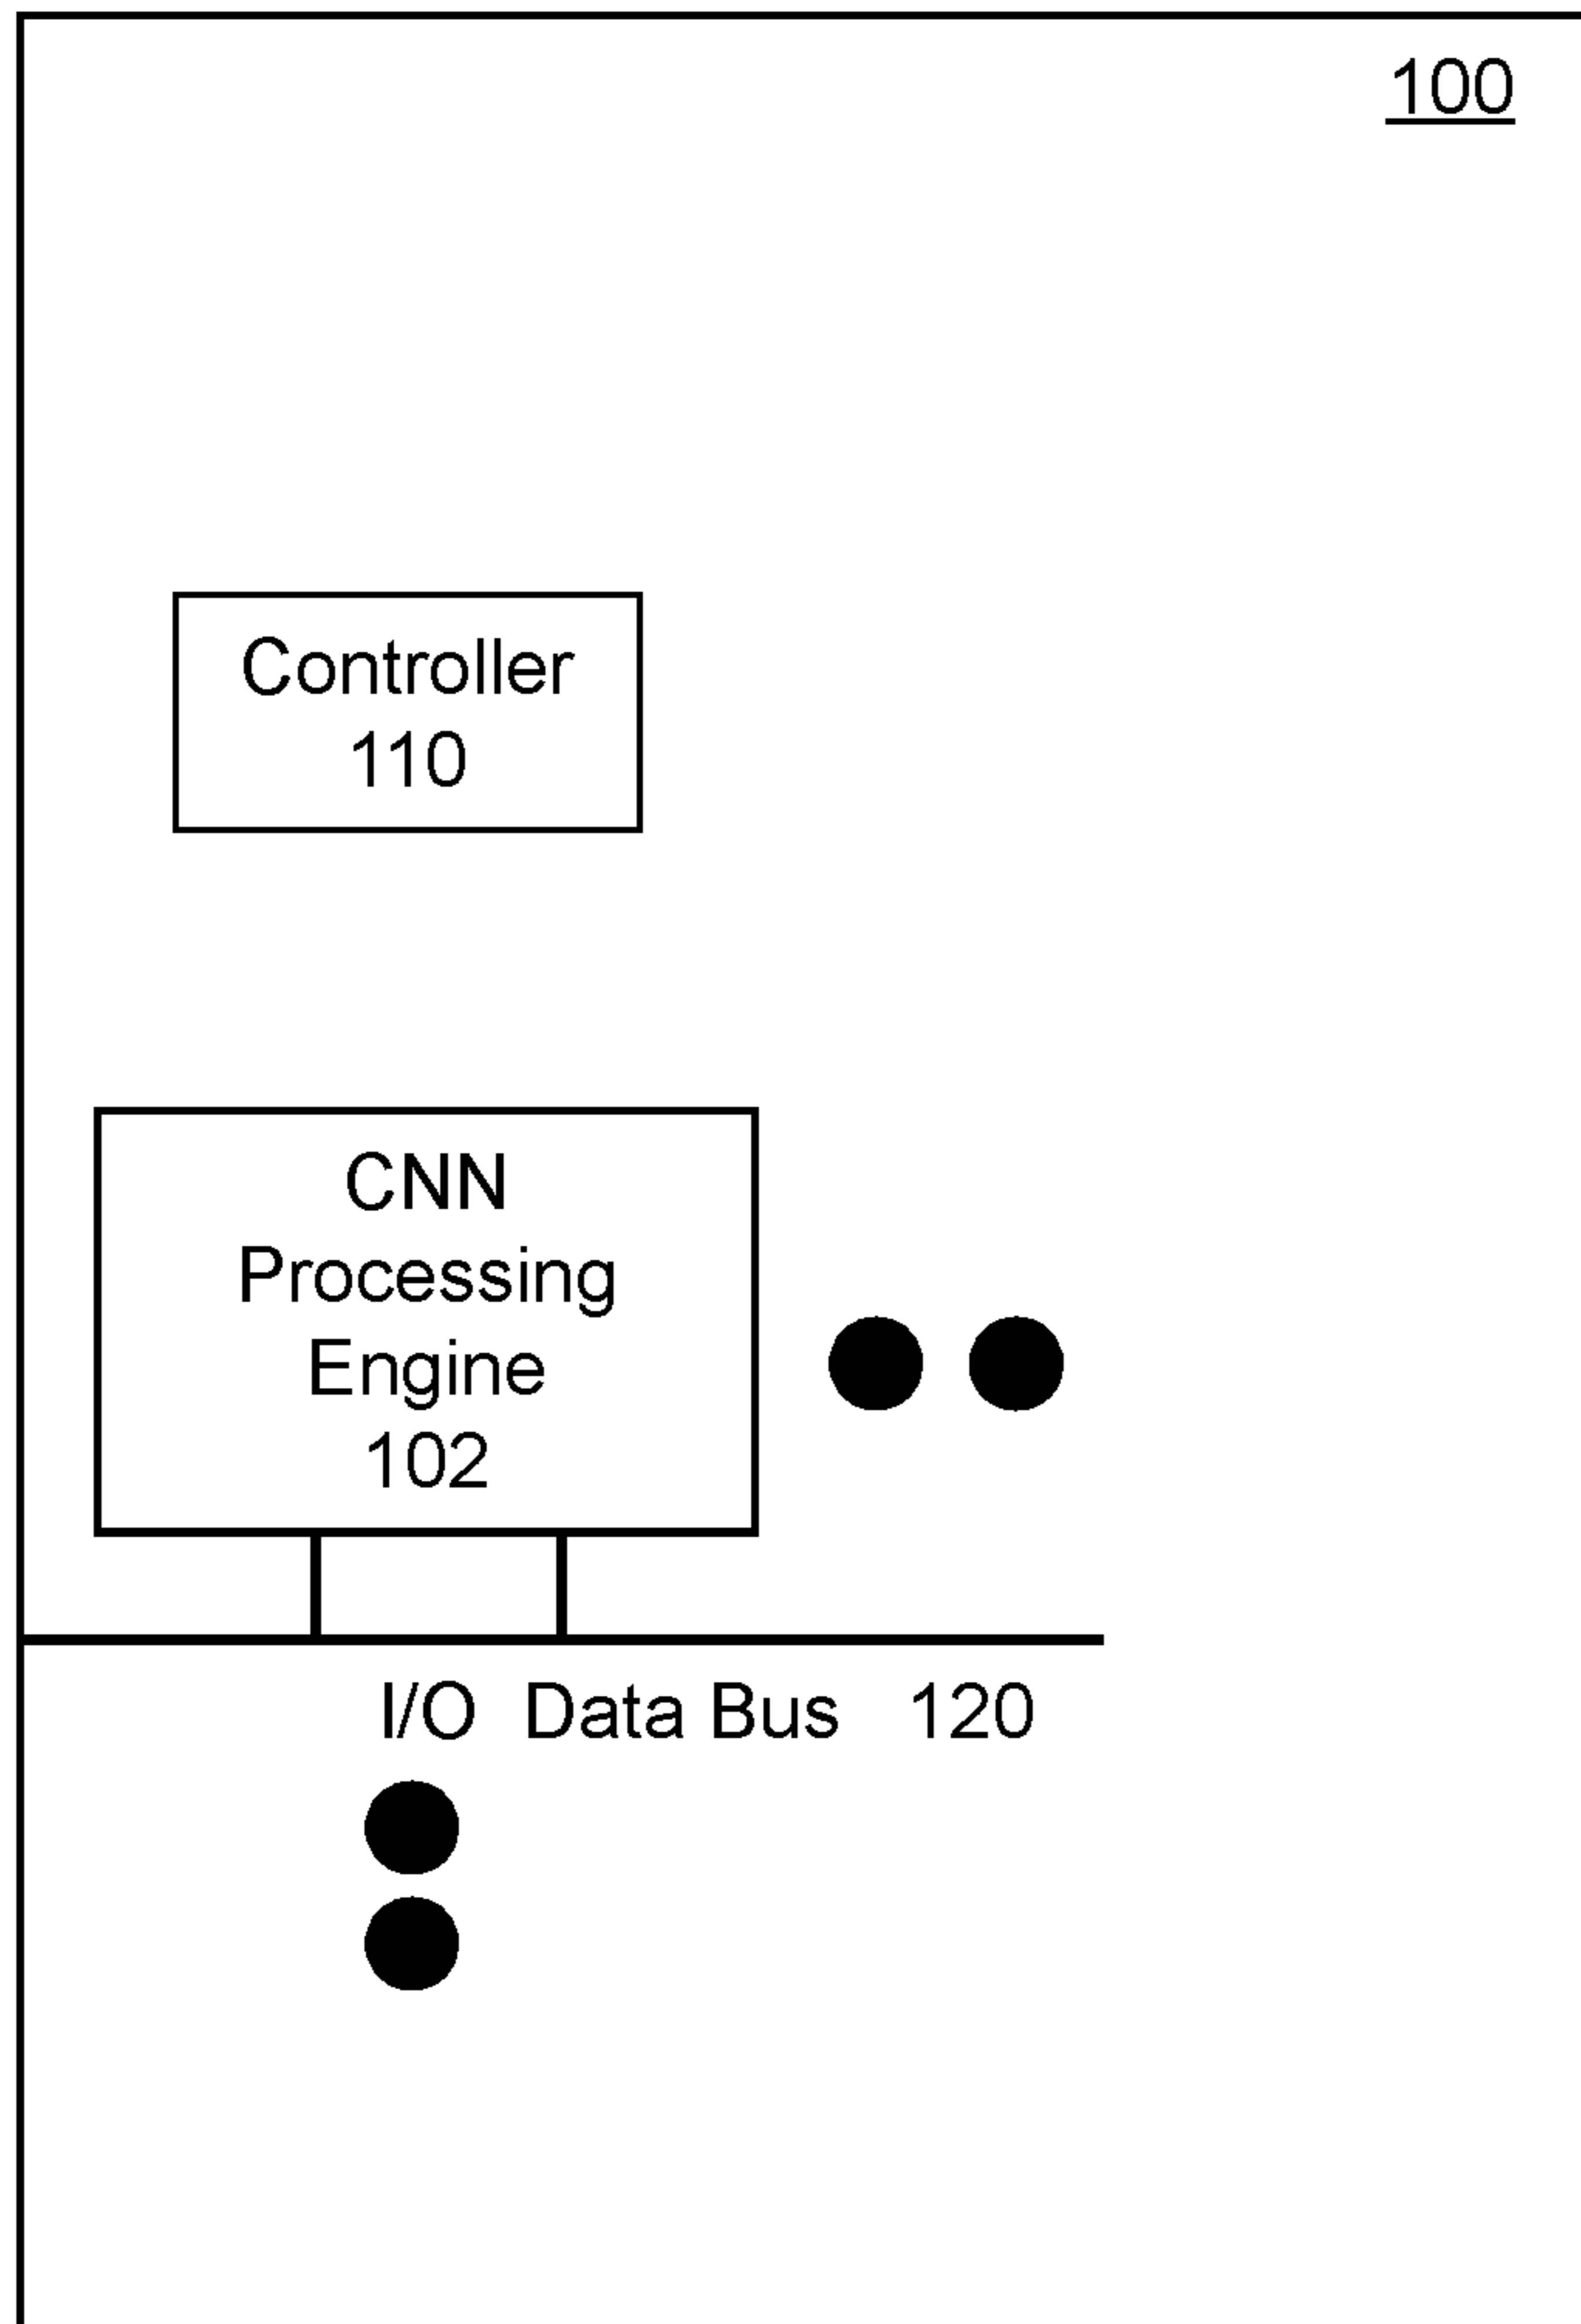 100
Controller
110
CNN
Processing
Engine
102
I/O Data Bus 120